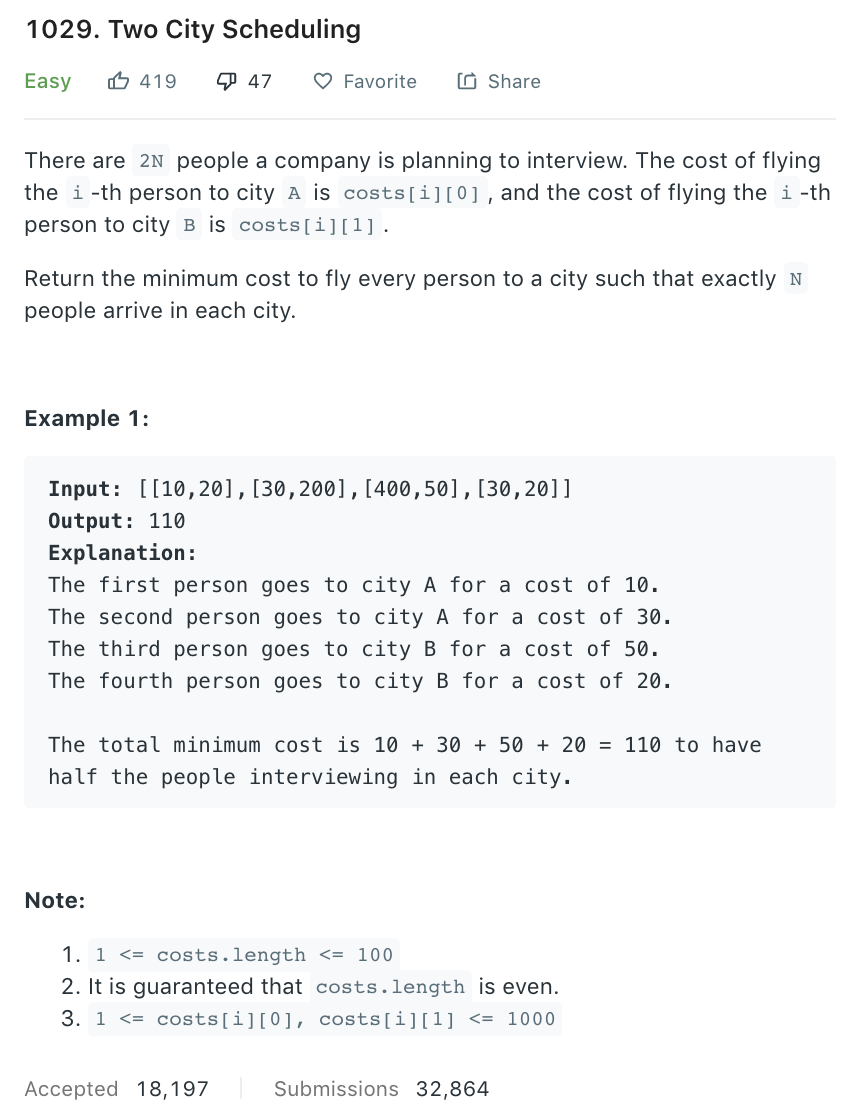 1029. Two City Scheduling
Easy 419 47 Favorite Share
There are 2N people a company is planning to interview. The cost of flying
the i -th person to city A is costs[i][0] , and the cost of flying the i -th
person to city B is costs[i][1] .
Return the minimum cost to fly every person to a city such that exactly N
people arrive in each city.
Example 1:
Input: [[10,20],[30,200],[400,50],[30,20]]
Output: 110
Explanation:
The first person goes to city A for a cost of 10.
The second person goes to city A for a cost of 30.
The third person goes to city B for a cost of 50.
The fourth person goes to city B for a cost of 20.
The total minimum cost is 10 + 30 + 50 + 20 = 110 to have
half the people interviewing in each city.
Note:
1. 1 <= costs.length <= 100
2. It is guaranteed that costs.length is even.
3. 1 <= costs[i][0], costs[i][1] <= 1000
Accepted 18,197 Submissions 32,864